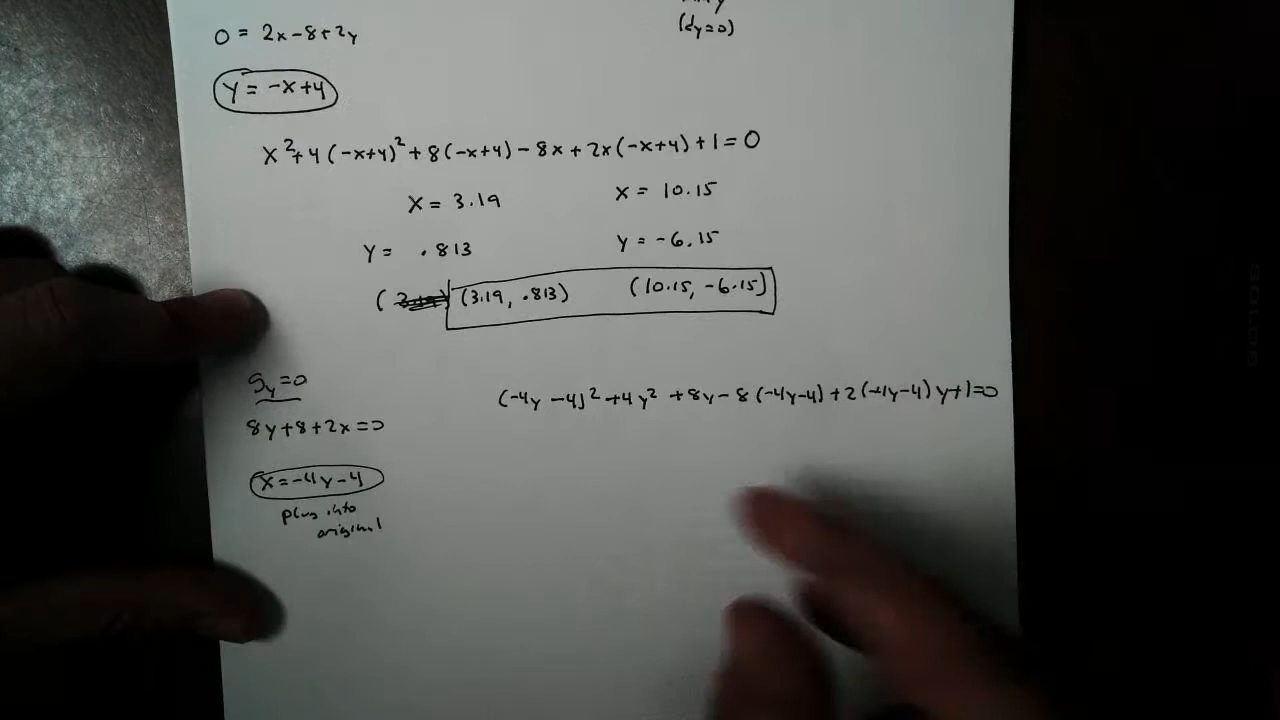 (dy=0)
0 = 2x-8+2y
y = -x+4
x²+4(-x+4)²+8(-x+4)-8x+2x(-x+4)+1=0
x = 3.19 x = 10.15
y = .813 y = -6.15
(3.19, .813) (10.15, -6.15)
gy=0
(-4y-4)²+4y²+8y-8(-4y-4)+2(-4y-4)y+1=0
8y+8+2x=0
x=-4y-4
plug into
original